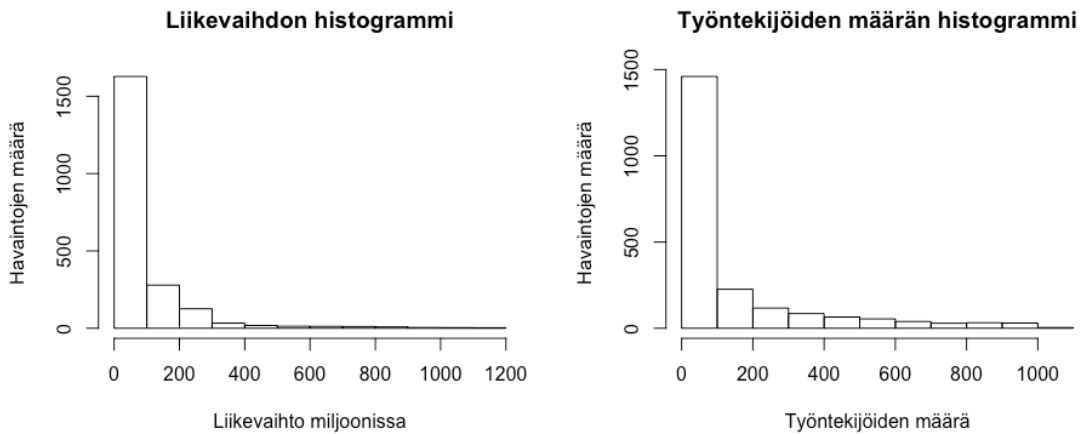 Liikevaihdon histogrammi
Havaintojen määrä
1500
1000
500
0
0 200 400 600 800 1000 1200
Liikevaihto miljoonissa
Työntekijöiden määrän histogrammi
Havaintojen määrä
1500
1000
500
0
0 200 400 600 800 1000
Työntekijöiden määrä